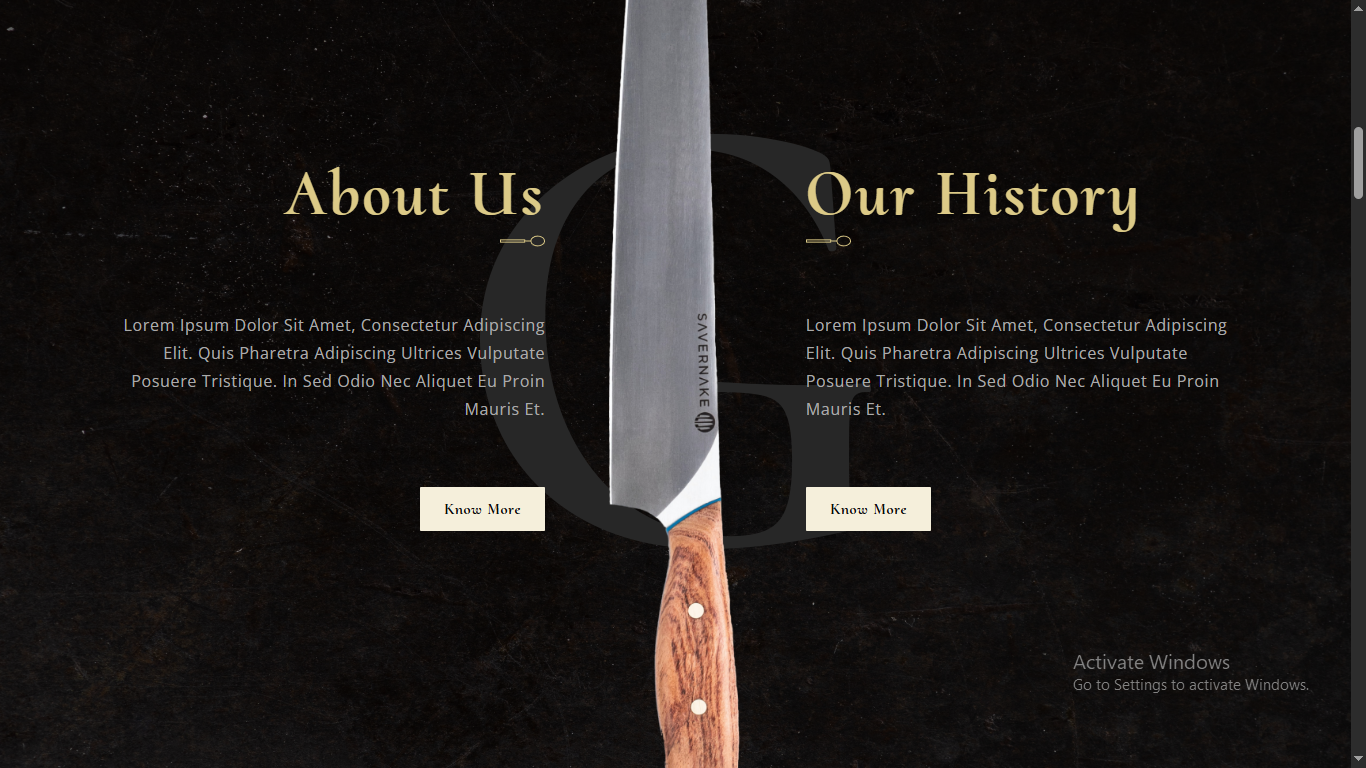 About Us
Lorem Ipsum Dolor Sit Amet, Consectetur Adipiscing
Elit. Quis Pharetra Adipiscing Ultrices Vulputate
Posuere Tristique. In Sed Odio Nec Aliquet Eu Proin
Mauris Et.
Know More
G
SAVERNAKE
Our History
Lorem Ipsum Dolor Sit Amet, Consectetur Adipiscing
Elit. Quis Pharetra Adipiscing Ultrices Vulputate
Posuere Tristique. In Sed Odio Nec Aliquet Eu Proin
Mauris Et.
Know More
Activate Windows
Go to Settings to activate Windows.